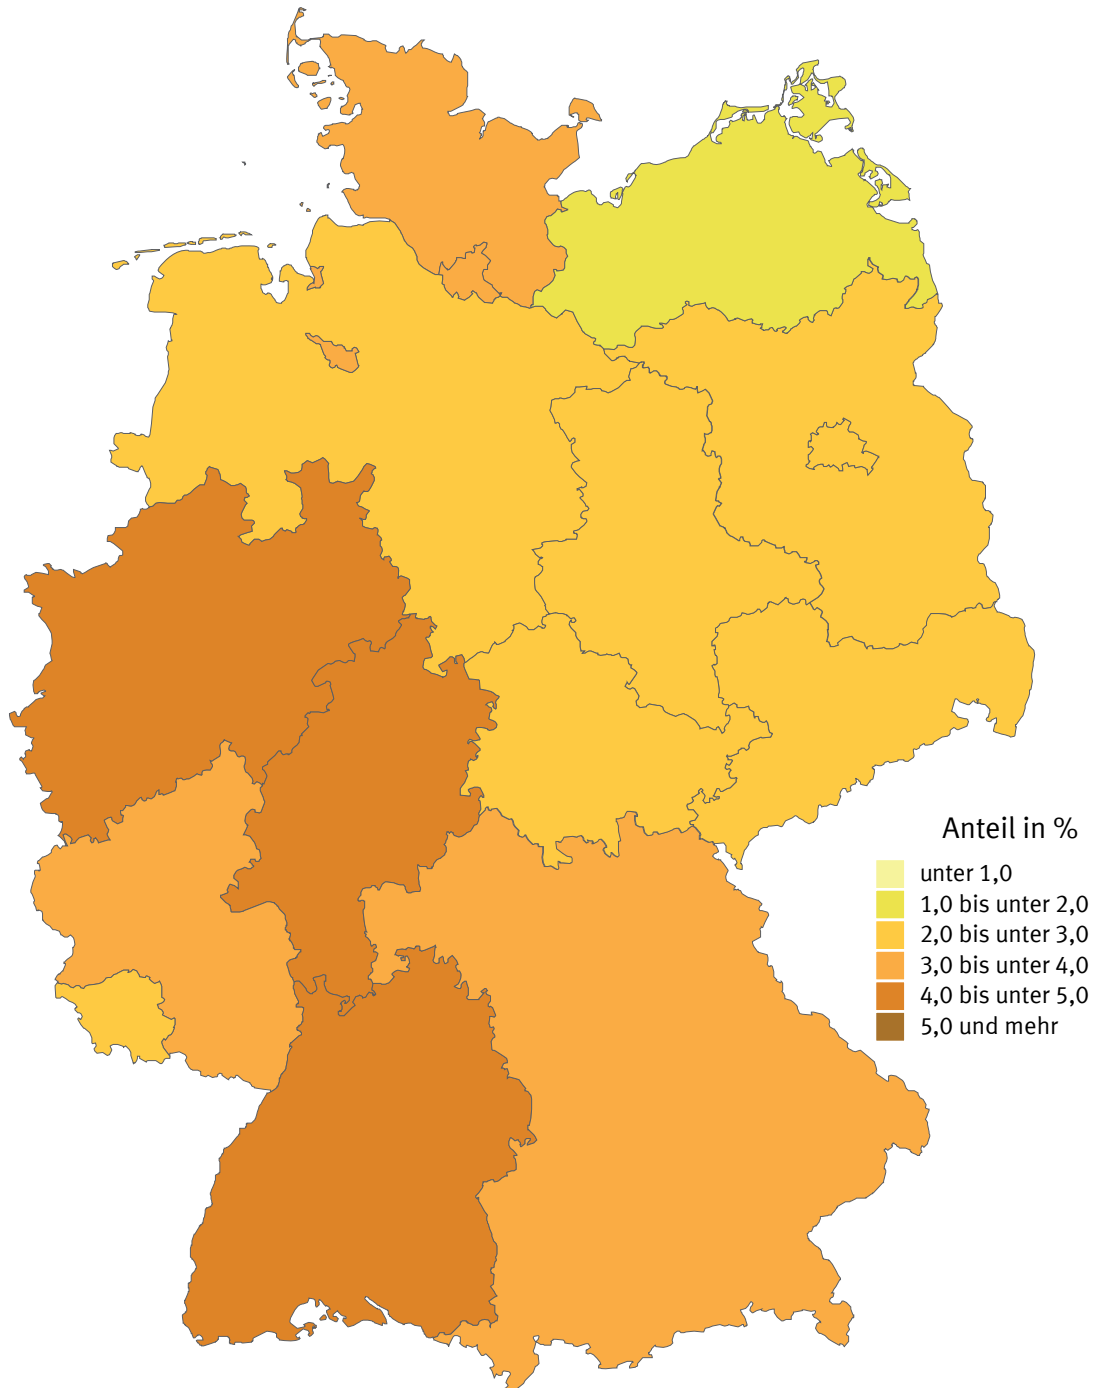 Anteil in %
unter 1,0
1,0 bis unter 2,0
2,0 bis unter 3,0
3,0 bis unter 4,0
4,0 bis unter 5,0
5,0 und mehr